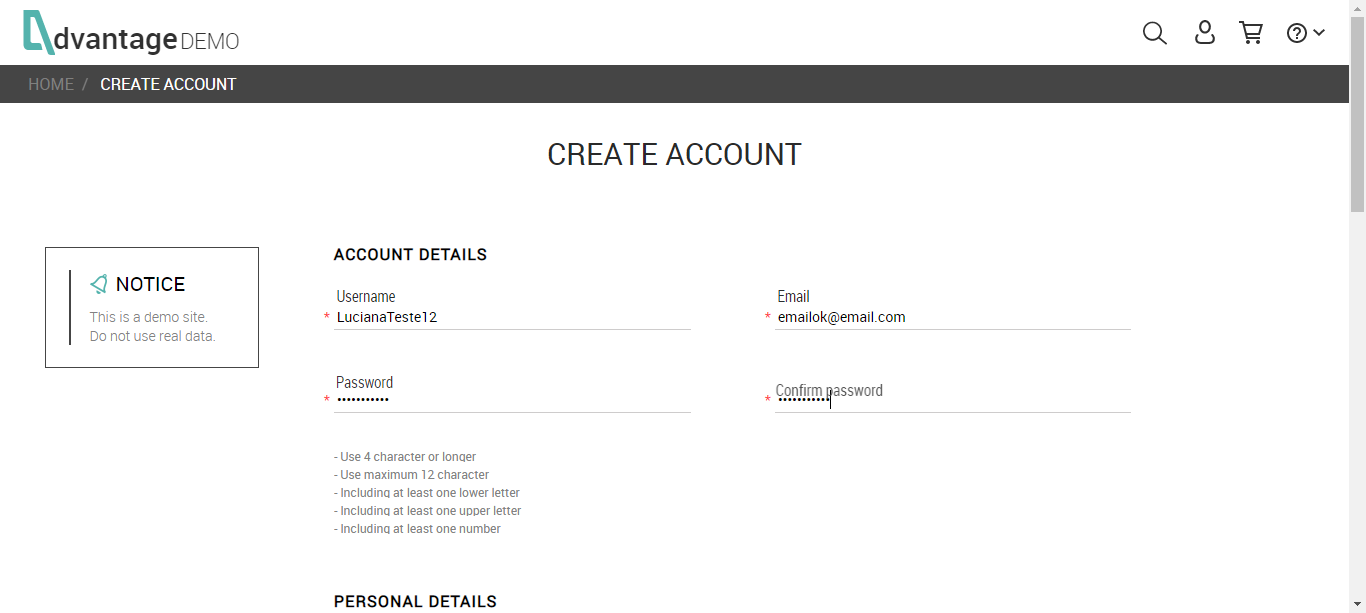 dvantage DEMO
HOME / CREATE ACCOUNT
CREATE ACCOUNT
NOTICE
This is a demo site.
Do not use real data.
ACCOUNT DETAILS
Username
* LucianaTeste12
Email
* emailok@email.com
Password
* •••••••••••
Confirm password
* •••••••••••
- Use 4 character or longer
- Use maximum 12 character
- Including at least one lower letter
- Including at least one upper letter
- Including at least one number
PERSONAL DETAILS